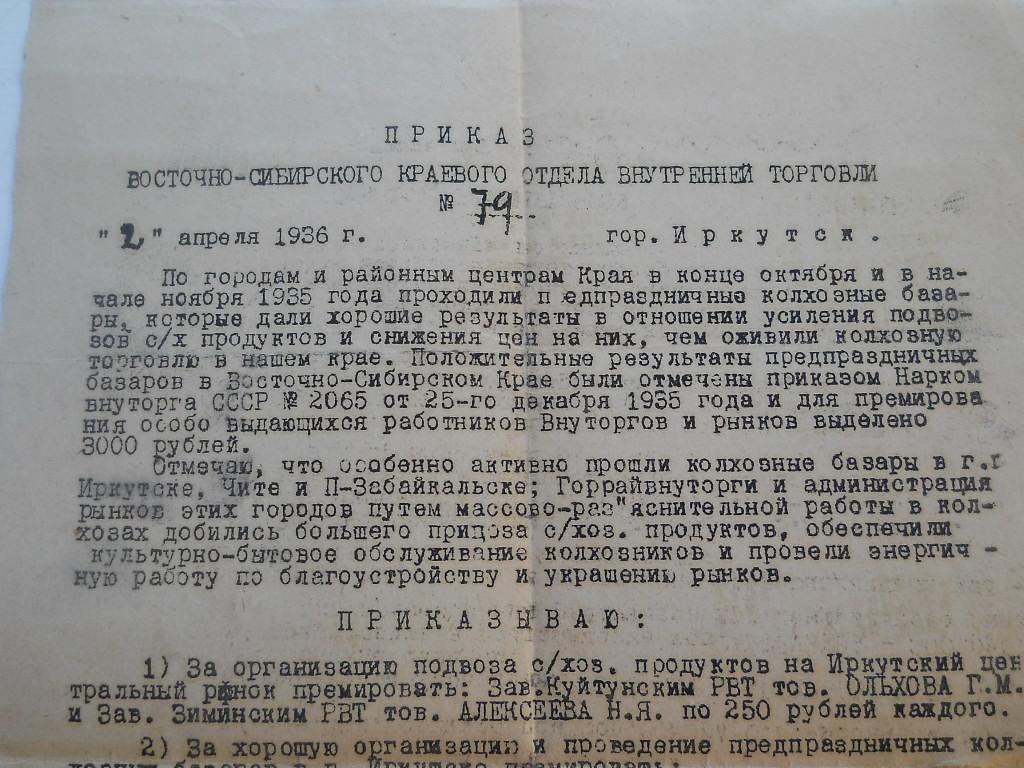 ПРИКАЗ
ВОСТОЧНО-СИБИРСКОГО КРАЕВОГО ОТДЕЛА ВНУТРЕННЕЙ ТОРГОВЛИ
№ 79
"2" апреля 1936 г. гор. Иркутск.
По городам и районным центрам Края в конце октября и в на-
чале ноября 1935 года проходили п едпраздничные колхозные база-
ры, которые дали хорошие результаты в отношении усиления подво-
зов с/х продуктов и снижения цен на них, чем оживили колхозную
торговлю в нашем крае. Положительные результаты предпраздничных
базаров в Восточно-Сибирском Крае были отмечены приказом Нарком
внуторга СССР № 2065 от 25-го декабря 1935 года и для премирова
ния особо выдающихся работников Внуторгов и рынков выделено
3000 рублей.
Отмечаю, что особенно активно прошли колхозные базары в г.г
Иркутске, Чите и П-Забайкальске; Горрайвнуторги и администрация
рынков этих городов путем массово-раз"яснительной работы в кол-
хозах добились большего привоза с/хоз. продуктов, обеспечили
культурно-бытовое обслуживание колхозников и провели энергич -
ную работу по благоустройству и украшению рынков.
ПРИКАЗЫВАЮ:
1) За организацию подвоза с/хоз. продуктов на Иркутский цен
тральный рынок премировать: Зав.Куйтунским РВТ тов. ОЛЬХОВА Г.М.
и Зав. Зиминским РВТ тов. АЛЕКСЕЕВА Н.Я. по 250 рублей каждого.
2) За хорошую организацию и проведение предпраздничных кол-
хозных базаров в г. Иркутске премировать: